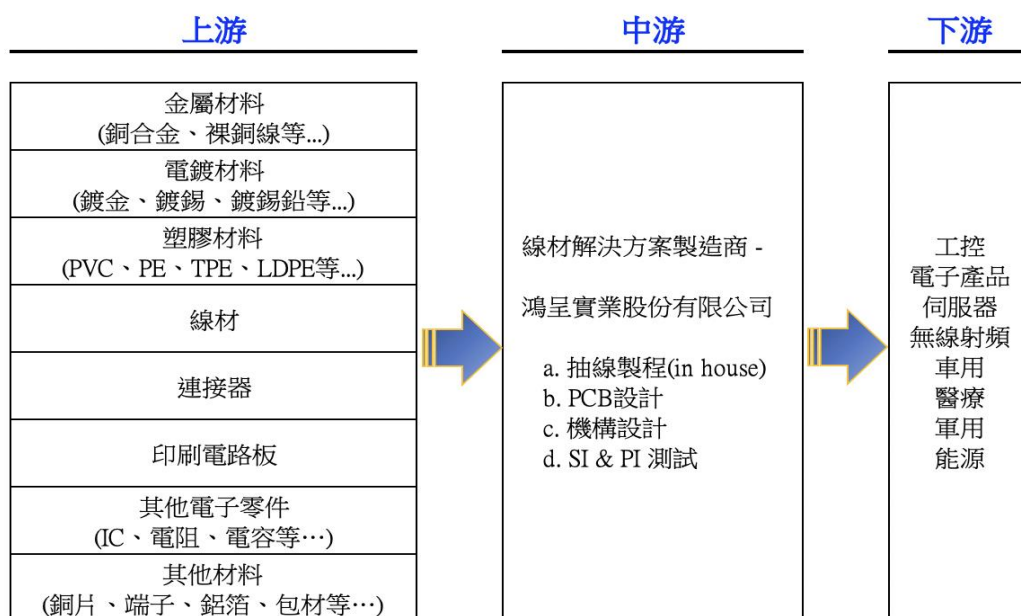 上游
中游
下游
金屬材料
(銅合金、裸銅線等...)
電鍍材料
(鍍金、鍍錫、鍍錫鉛等...)
塑膠材料
(PVC、PE、TPE、LDPE等...)
線材
連接器
印刷電路板
其他電子零件
(IC、電阻、電容等…)
其他材料
(銅片、端子、鋁箔、包材等…)
線材解決方案製造商 -
鴻呈實業股份有限公司
a. 抽線製程(in house)
b. PCB設計
c. 機構設計
d. SI & PI 測試
工控
電子產品
伺服器
無線射頻
車用
醫療
軍用
能源